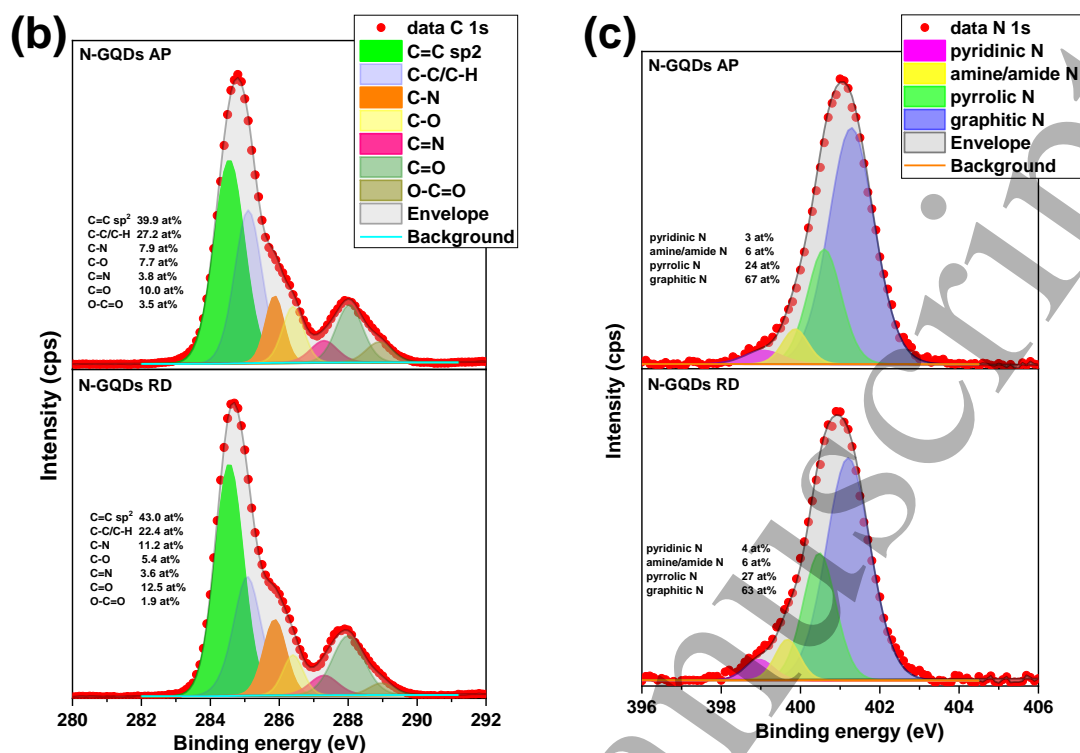 (b)
data C 1s
C=C sp2
C-C/C-H
C-N
C-O
C=N
C=O
O-C=O
Envelope
Background
N-GQDs AP
C=C sp² 39.9 at%
C-C/C-H 27.2 at%
C-N 7.9 at%
C-O 7.7 at%
C=N 3.8 at%
C=O 10.0 at%
O-C=O 3.5 at%
N-GQDs RD
C=C sp² 43.0 at%
C-C/C-H 22.4 at%
C-N 11.2 at%
C-O 5.4 at%
C=N 3.6 at%
C=O 12.5 at%
O-C=O 1.9 at%
Intensity (cps)
280 282 284 286 288 290 292
Binding energy (eV)
(c)
data N 1s
pyridinic N
amine/amide N
pyrrolic N
graphitic N
Envelope
Background
N-GQDs AP
pyridinic N 3 at%
amine/amide N 6 at%
pyrrolic N 24 at%
graphitic N 67 at%
N-GQDs RD
pyridinic N 4 at%
amine/amide N 6 at%
pyrrolic N 27 at%
graphitic N 63 at%
Intensity (cps)
396 398 400 402 404 406
Binding energy (eV)